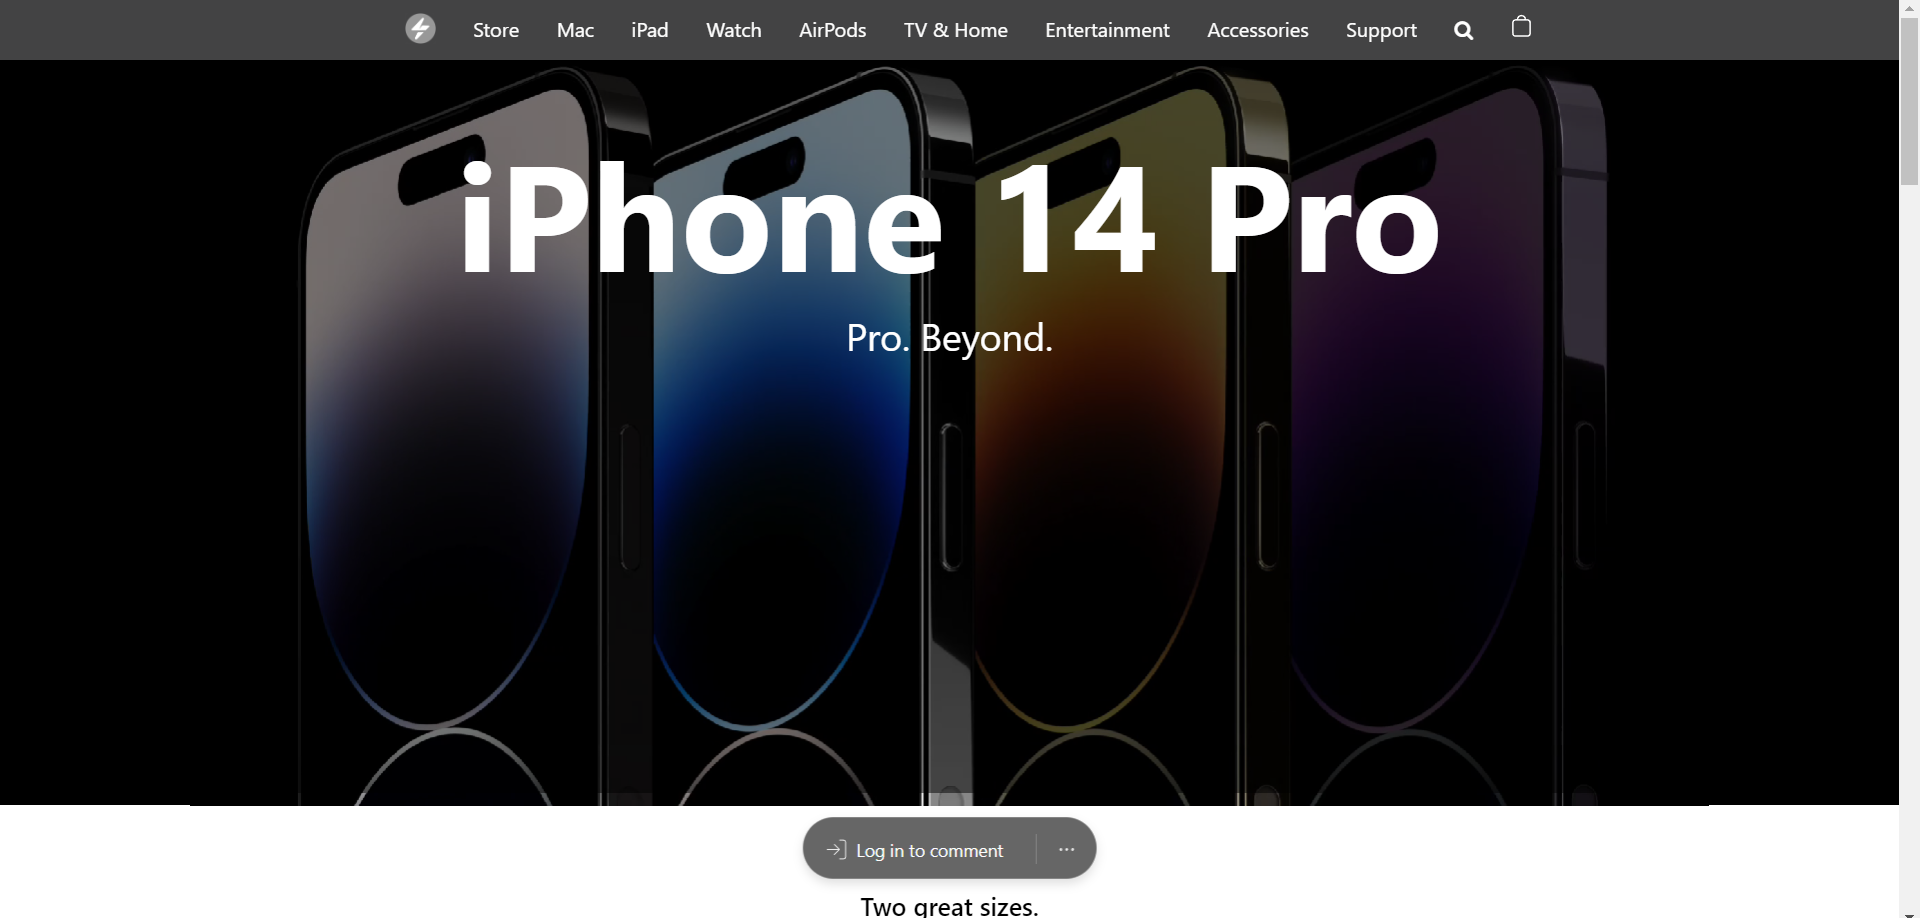 Store Mac iPad Watch AirPods TV & Home Entertainment Accessories Support
iPhone 14 Pro
Pro. Beyond.
Log in to comment
Two great sizes.